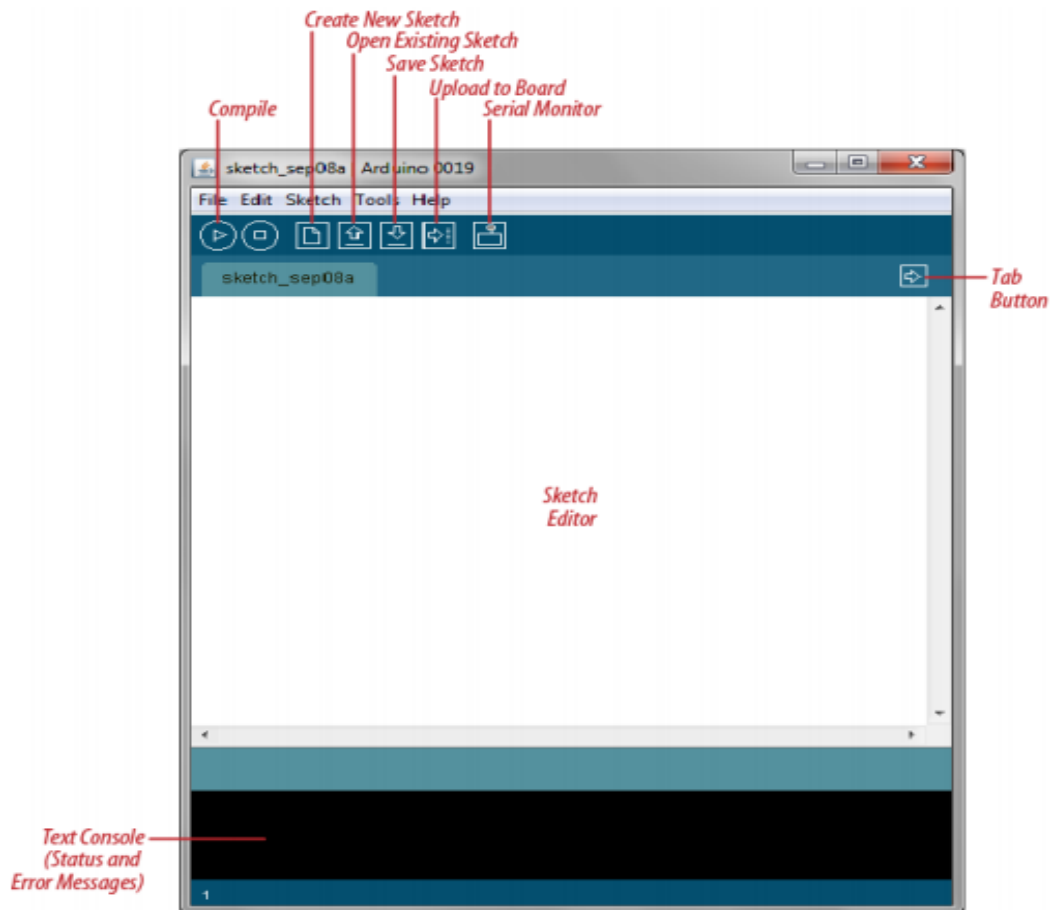 Create New Sketch
Open Existing Sketch
Save Sketch
Upload to Board
Compile
Serial Monitor
sketch_sep08a | Arduino 0019
File Edit Sketch Tools Help
sketch_sep08a
Tab
Button
Sketch
Editor
Text Console
(Status and
Error Messages)
1